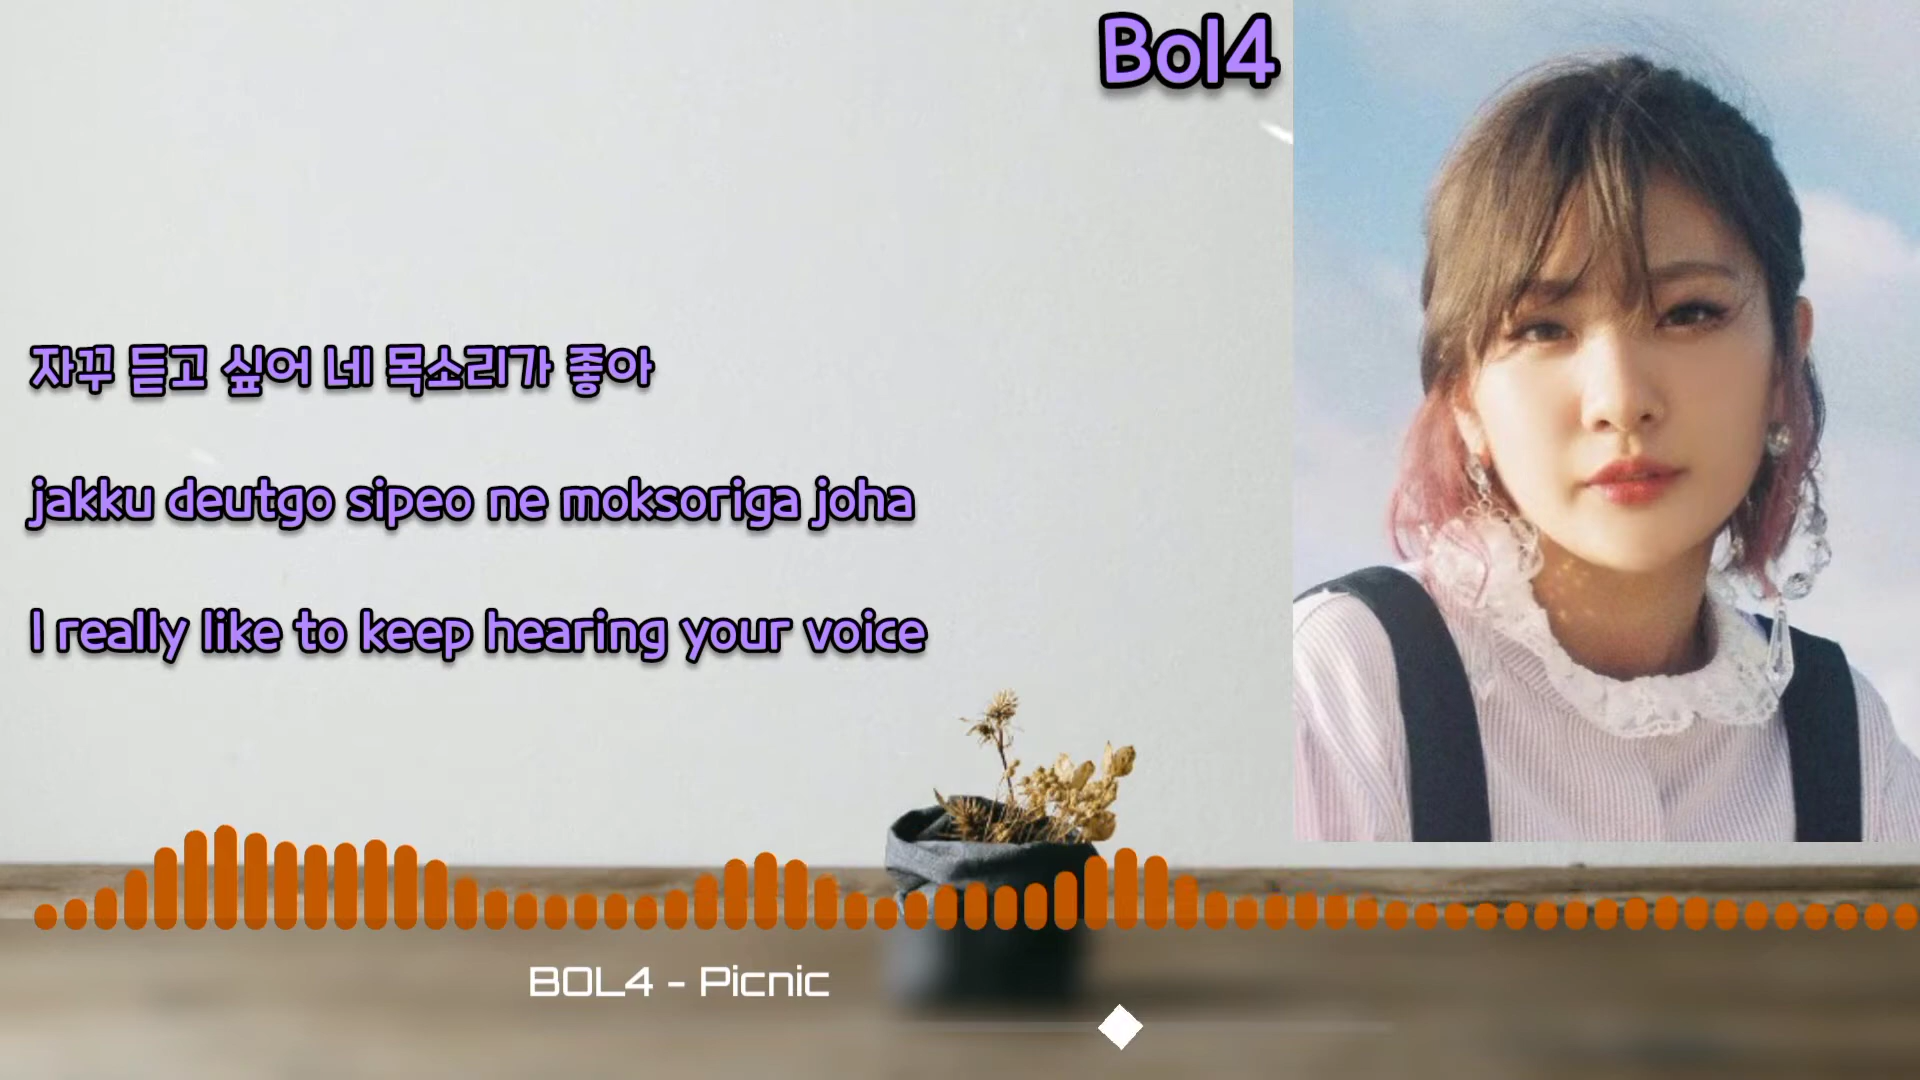 Bol4
자꾸 듣고 싶어 네 목소리가 좋아
jakku deutgo sipeo ne moksoriga joha
I really like to keep hearing your voice
BOL4 - Picnic